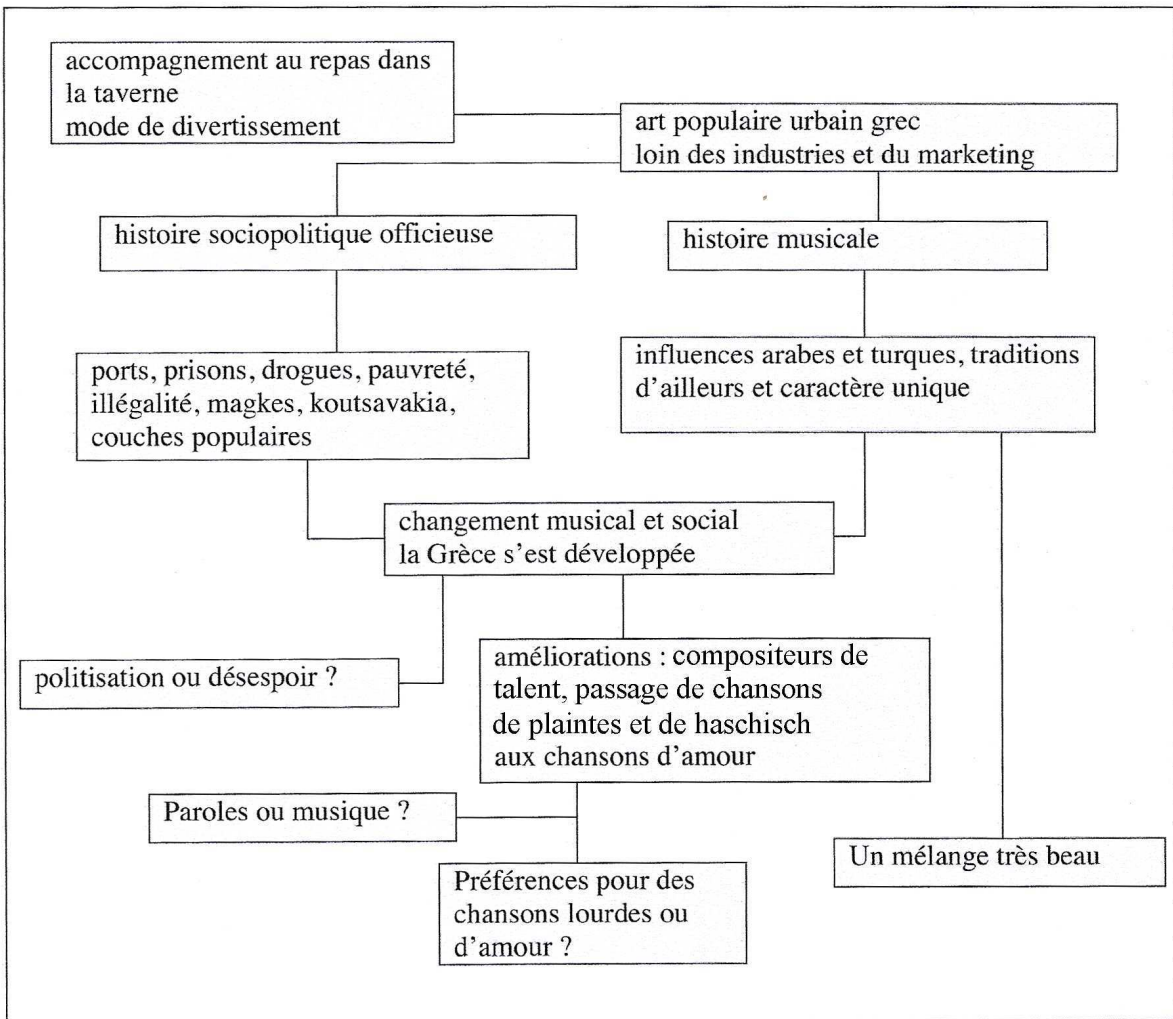 accompagnement au repas dans
la taverne
mode de divertissement
art populaire urbain grec
loin des industries et du marketing
histoire sociopolitique officieuse
histoire musicale
ports, prisons, drogues, pauvreté,
illégalité, magkes, koutsavakia,
couches populaires
influences arabes et turques, traditions
d'ailleurs et caractère unique
changement musical et social
la Grèce s'est développée
politisation ou désespoir ?
améliorations : compositeurs de
talent, passage de chansons
de plaintes et de haschisch
aux chansons d'amour
Paroles ou musique ?
Un mélange très beau
Préférences pour des
chansons lourdes ou
d'amour ?